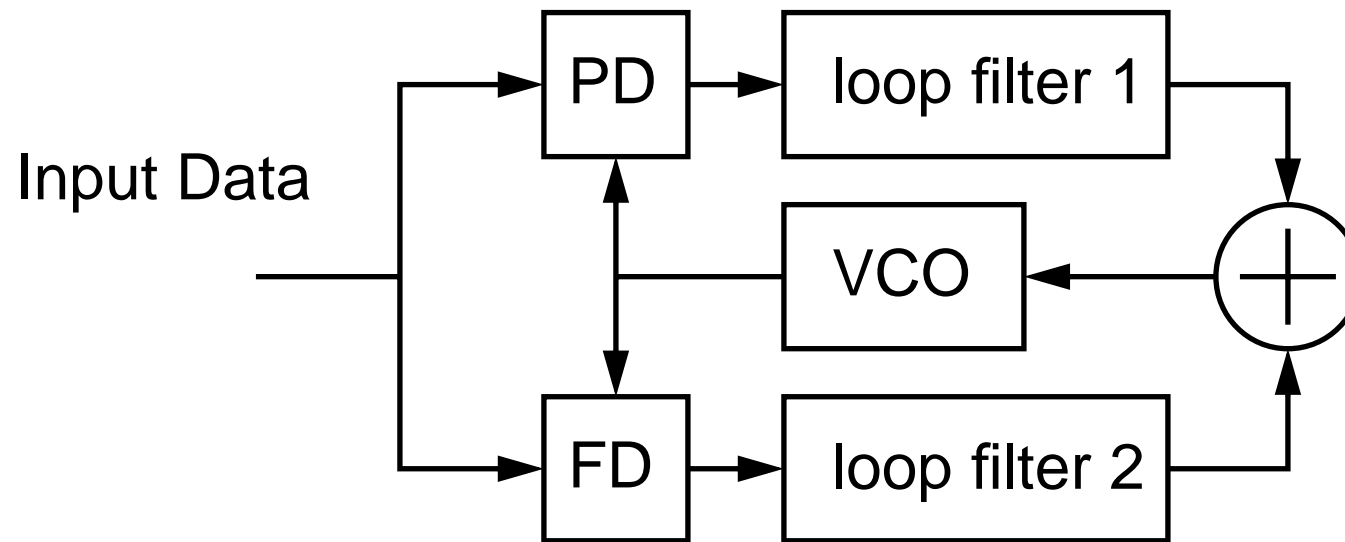 PD
loop filter 1
Input Data
VCO
FD
loop filter 2